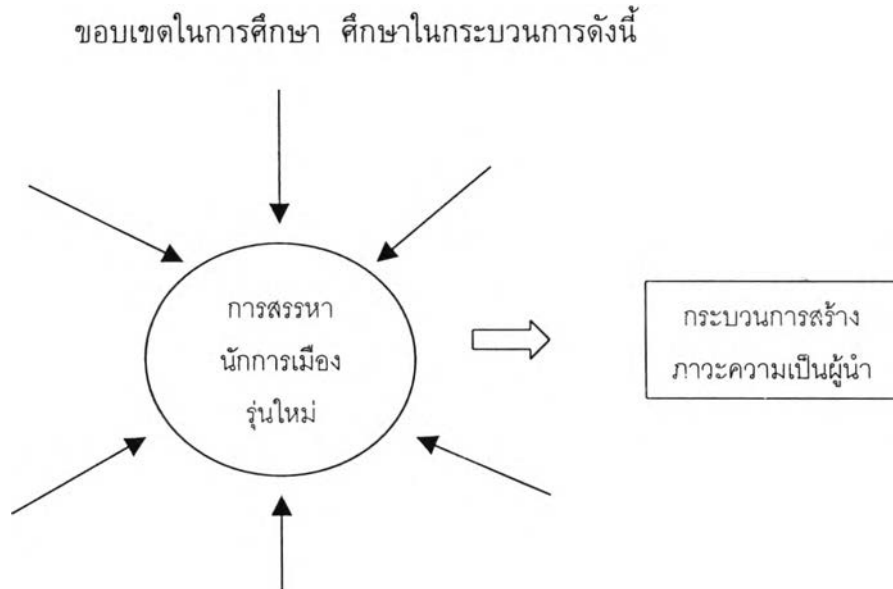 ขอบเขตในการศึกษา ศึกษาในกระบวนการดังนี้
การสรรหา
นักการเมือง
รุ่นใหม่
กระบวนการสร้าง
ภาวะความเป็นผู้นำ